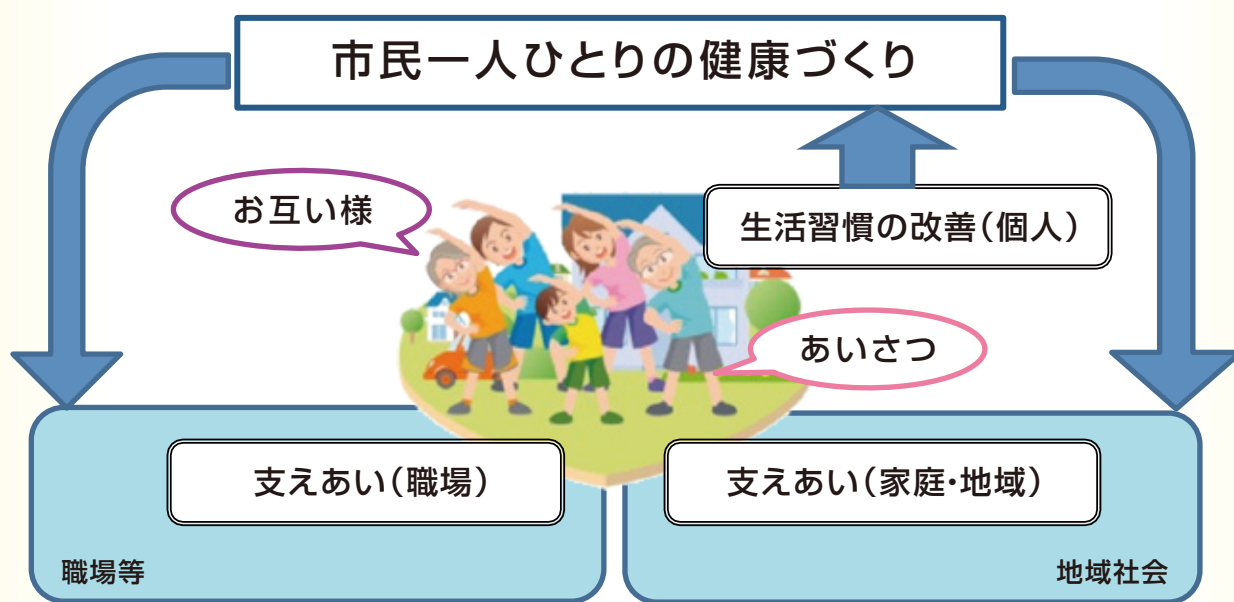 市民一人ひとりの健康づくり
お互い様
生活習慣の改善(個人)
あいさつ
支えあい(職場)
支えあい(家庭・地域)
職場等
地域社会